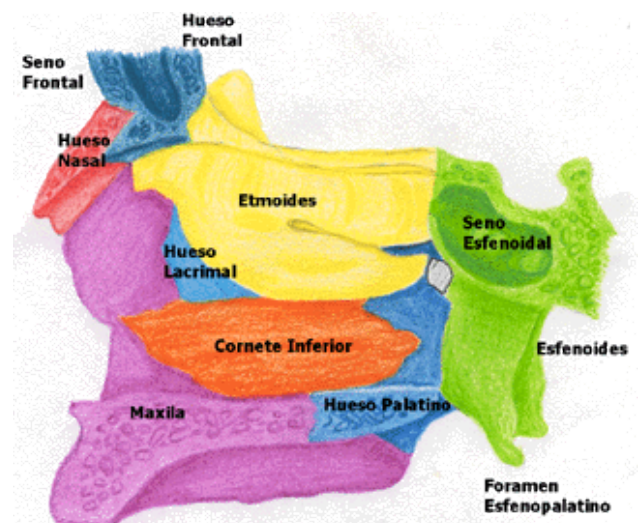 Hueso
Frontal
Seno
Frontal
Hueso
Nasal
Etmoides
Seno
Esfenoidal
Hueso
Lacrimal
Cornete Inferior
Esfenoides
Maxila
Hueso Palatino
Foramen
Esfenopalatino